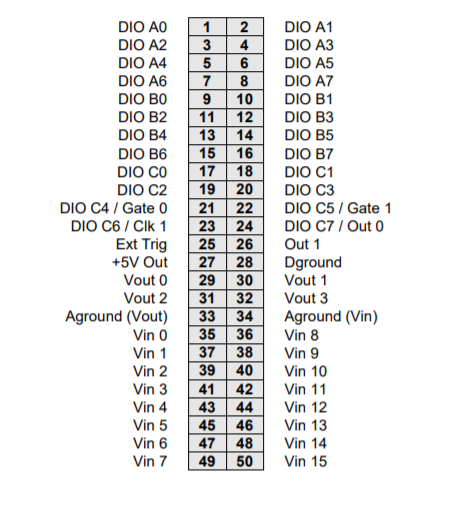 DIO A0 1 2 DIO A1
DIO A2 3 4 DIO A3
DIO A4 5 6 DIO A5
DIO A6 7 8 DIO A7
DIO B0 9 10 DIO B1
DIO B2 11 12 DIO B3
DIO B4 13 14 DIO B5
DIO B6 15 16 DIO B7
DIO C0 17 18 DIO C1
DIO C2 19 20 DIO C3
DIO C4 / Gate 0 21 22 DIO C5 / Gate 1
DIO C6 / Clk 1 23 24 DIO C7 / Out 0
Ext Trig 25 26 Out 1
+5V Out 27 28 Dground
Vout 0 29 30 Vout 1
Vout 2 31 32 Vout 3
Aground (Vout) 33 34 Aground (Vin)
Vin 0 35 36 Vin 8
Vin 1 37 38 Vin 9
Vin 2 39 40 Vin 10
Vin 3 41 42 Vin 11
Vin 4 43 44 Vin 12
Vin 5 45 46 Vin 13
Vin 6 47 48 Vin 14
Vin 7 49 50 Vin 15